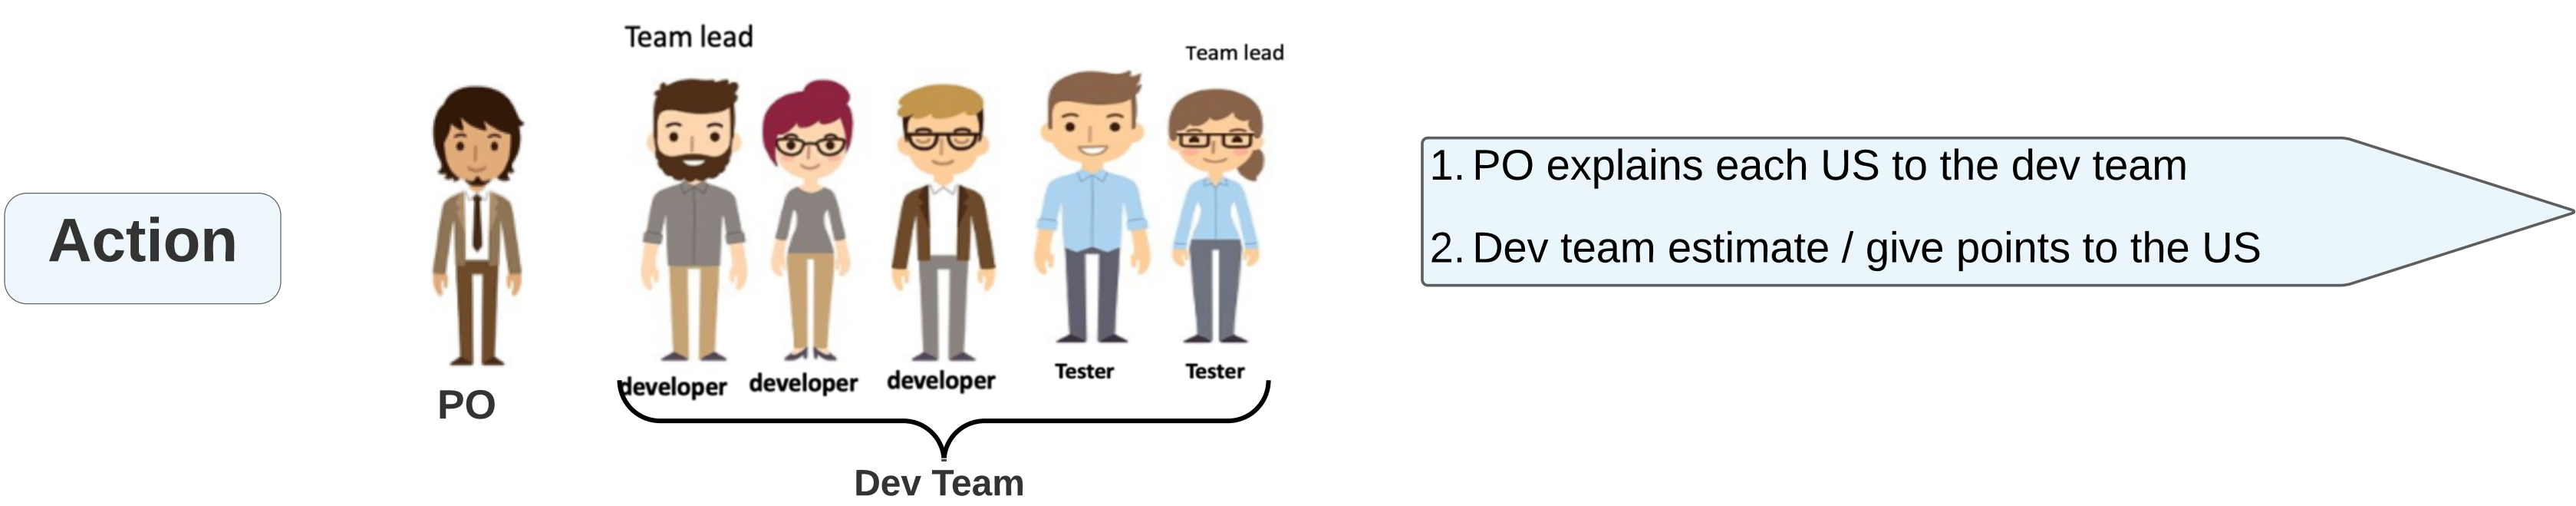 Team lead
Team lead
Action
PO
developer
developer
developer
Tester
Tester
Dev Team
1. PO explains each US to the dev team
2. Dev team estimate / give points to the US